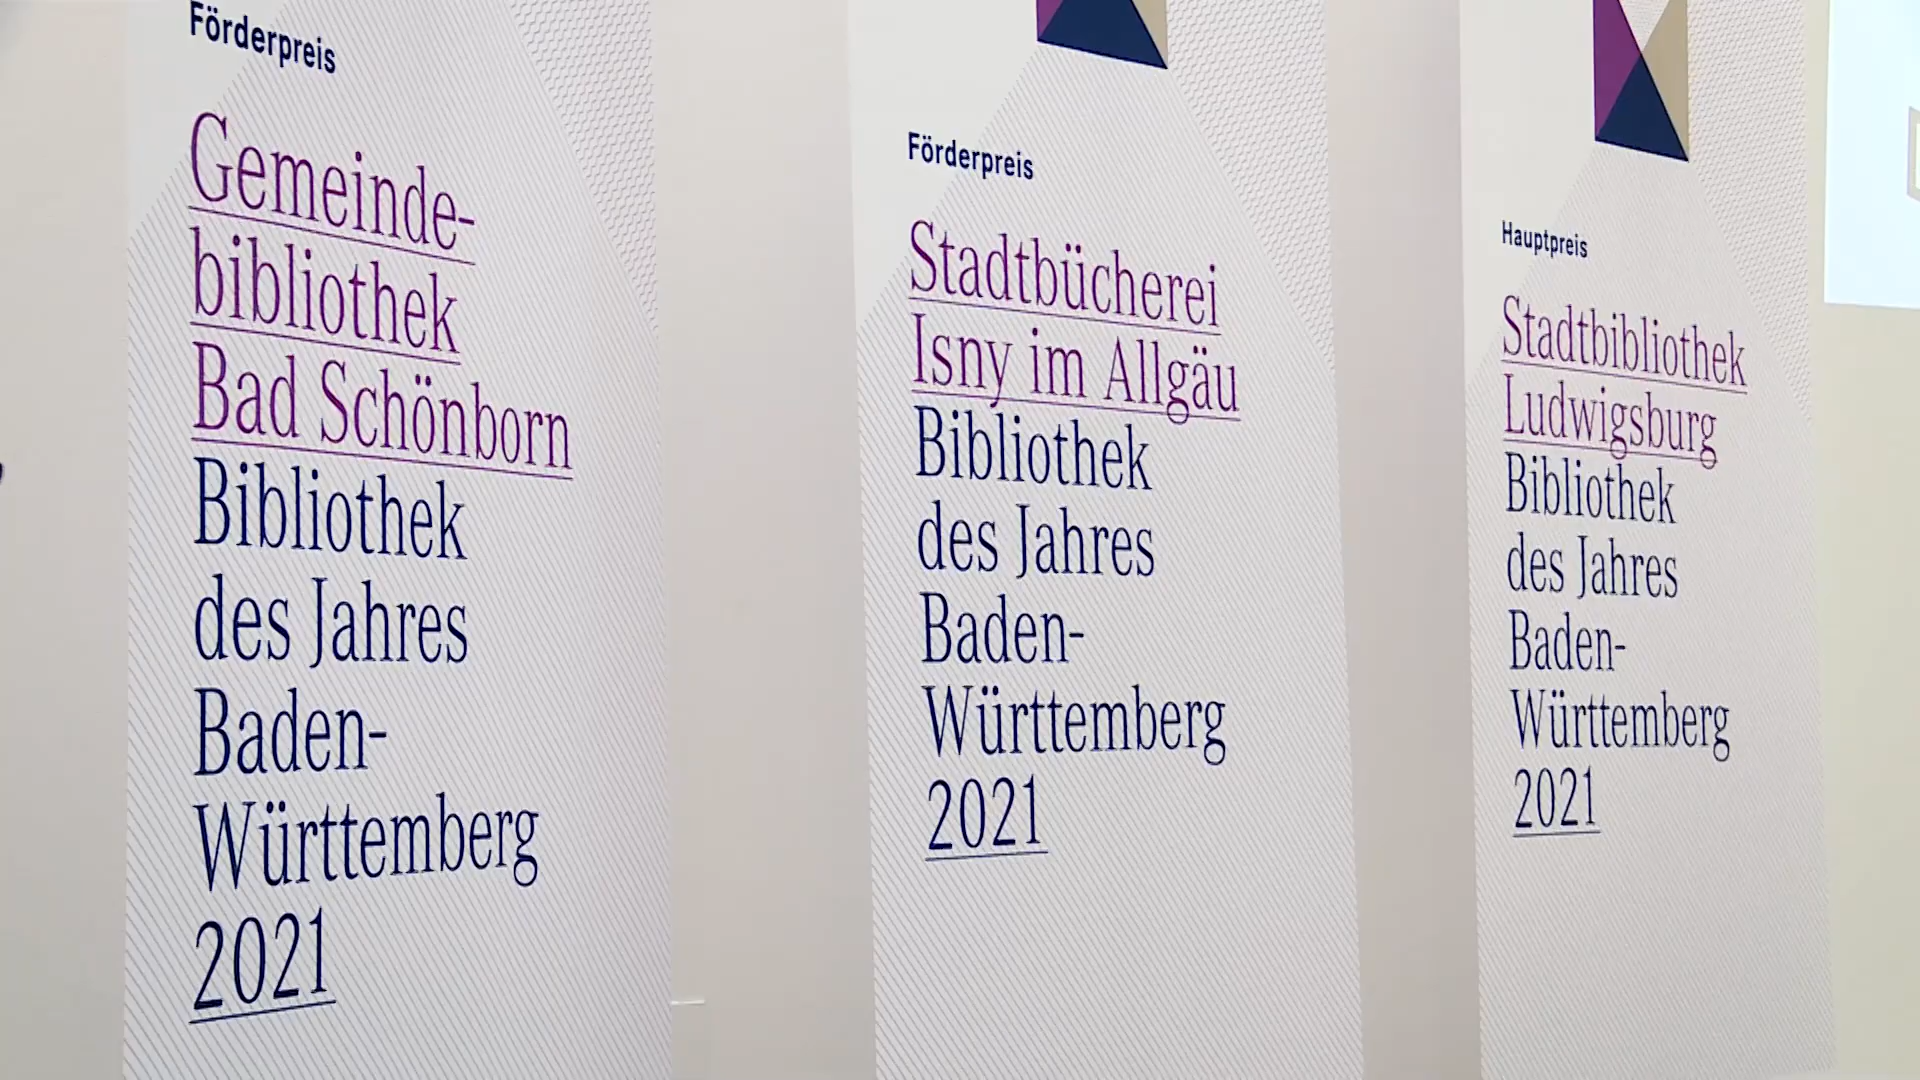 Förderpreis
Gemeinde-
bibliothek
Bad Schönborn
Bibliothek
des Jahres
Baden-
Württemberg
2021
Förderpreis
Stadtbücherei
Isny im Allgäu
Bibliothek
des Jahres
Baden-
Württemberg
2021
Hauptpreis
Stadtbibliothek
Ludwigsburg
Bibliothek
des Jahres
Baden-
Württemberg
2021